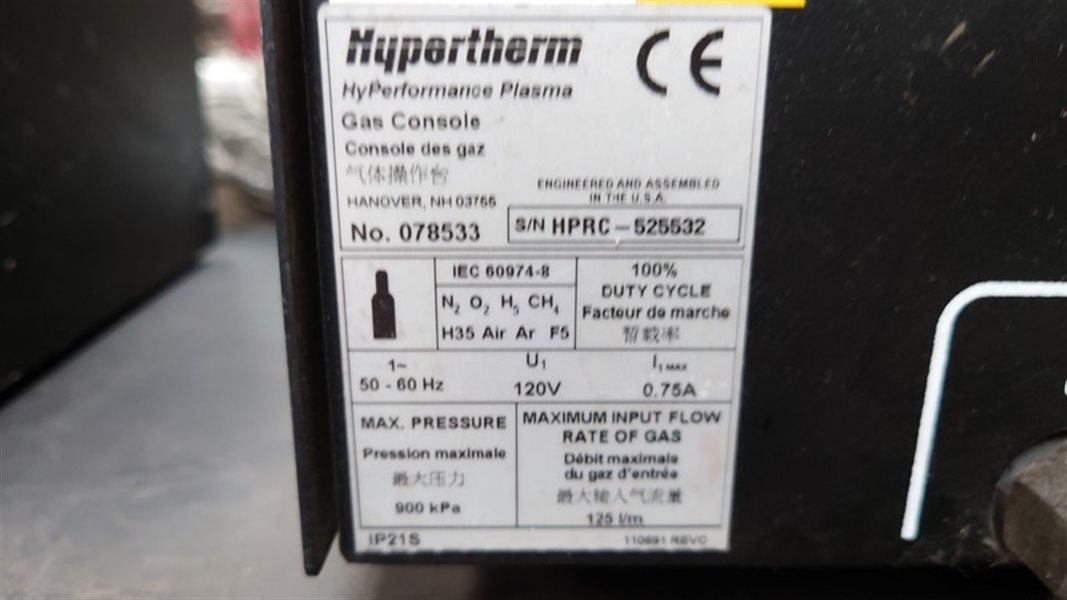 Hypertherm
CE
HyPerformance Plasma
Gas Console
Console des gaz
气体操作台
HANOVER, NH 03755
ENGINEERED AND ASSEMBLED
IN THE U.S.A.
No. 078533
S/N HPRC – 525532
IEC 60974-8
N2 O2 H5 CH4
H35 Air Ar F5
100%
DUTY CYCLE
Facteur de marche
暂载率
1~
50 - 60 Hz
U1
120V
I1 MAX
0.75A
MAX. PRESSURE
Pression maximale
最大压力
900 kPa
MAXIMUM INPUT FLOW
RATE OF GAS
Débit maximale
du gaz d'entrée
最大输入气流量
125 l/m
IP21S
110691 REVC